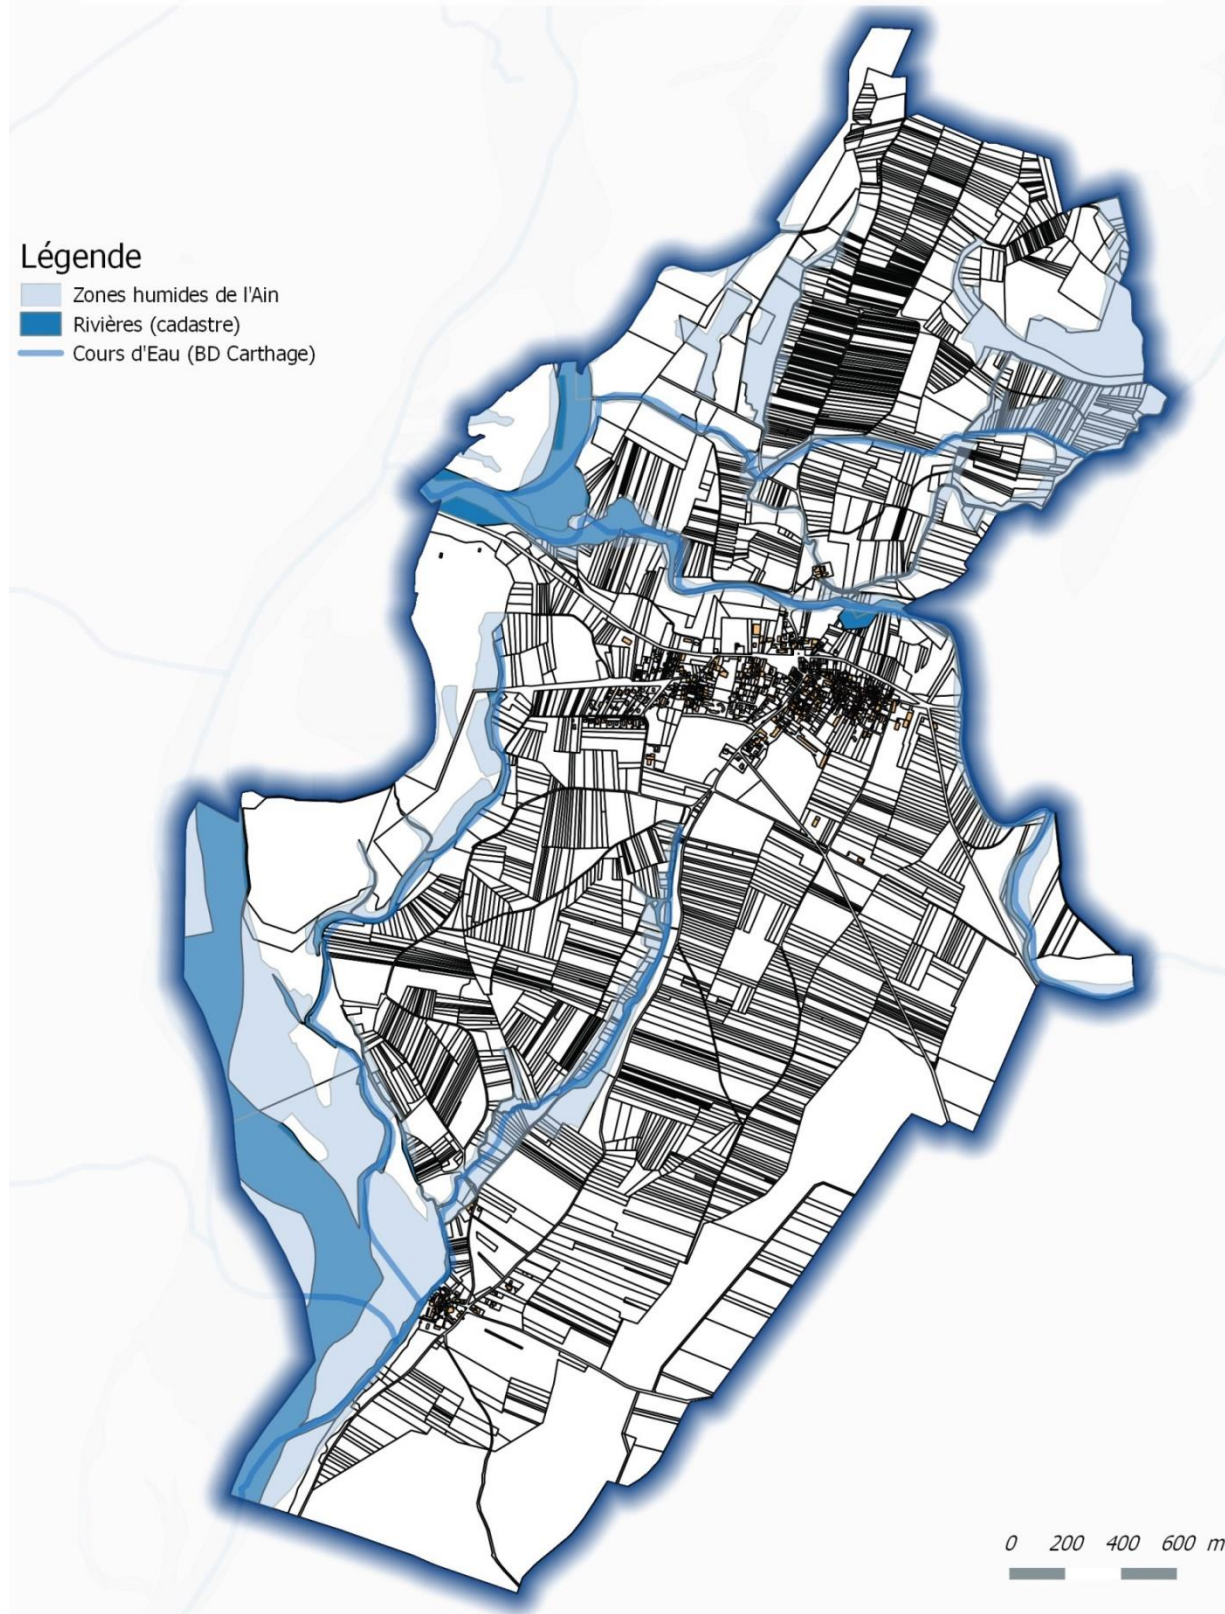 Légende
Zones humides de l'Ain
Rivières (cadastre)
Cours d'Eau (BD Carthage)
0 200 400 600 m